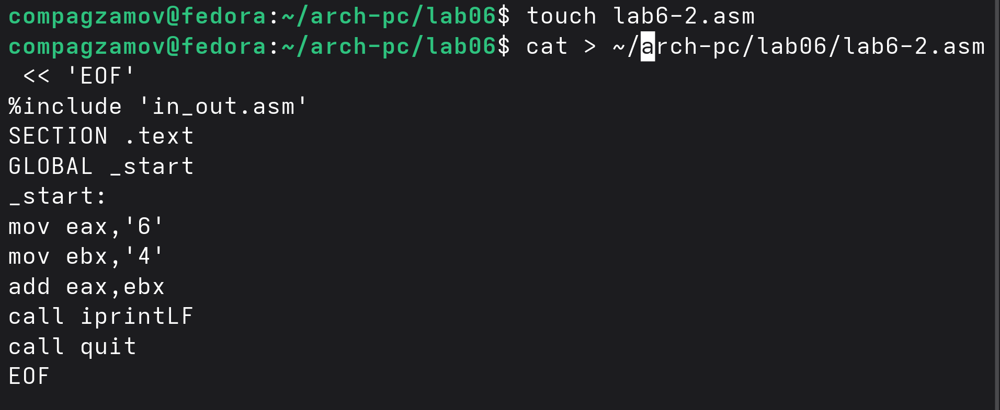 compagzamov@fedora:~/arch-pc/lab06$ touch lab6-2.asm
compagzamov@fedora:~/arch-pc/lab06$ cat > ~/arch-pc/lab06/lab6-2.asm
 << 'EOF'
%include 'in_out.asm'
SECTION .text
GLOBAL _start
_start:
mov eax,'6'
mov ebx,'4'
add eax,ebx
call iprintLF
call quit
EOF